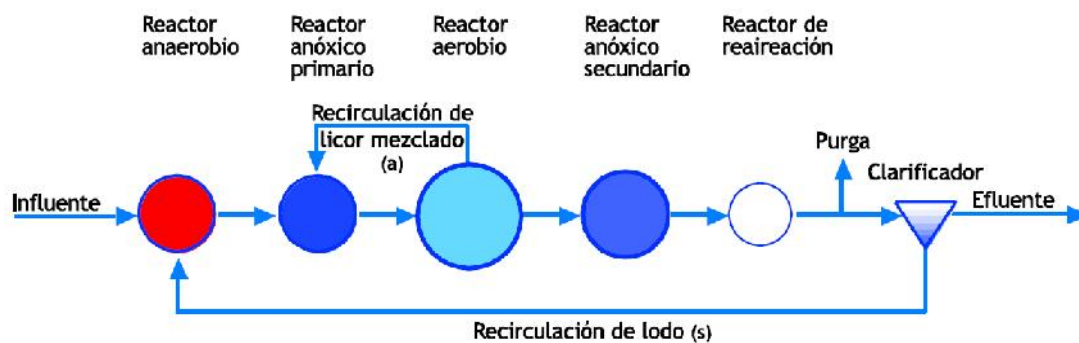 Reactor
anaerobio
Reactor
anóxico
primario
Reactor
aerobio
Reactor
anóxico
secundario
Reactor de
reaireación
Recirculación de
licor mezclado
(a)
Purga
Clarificador
Influente
Efluente
Recirculación de lodo (s)